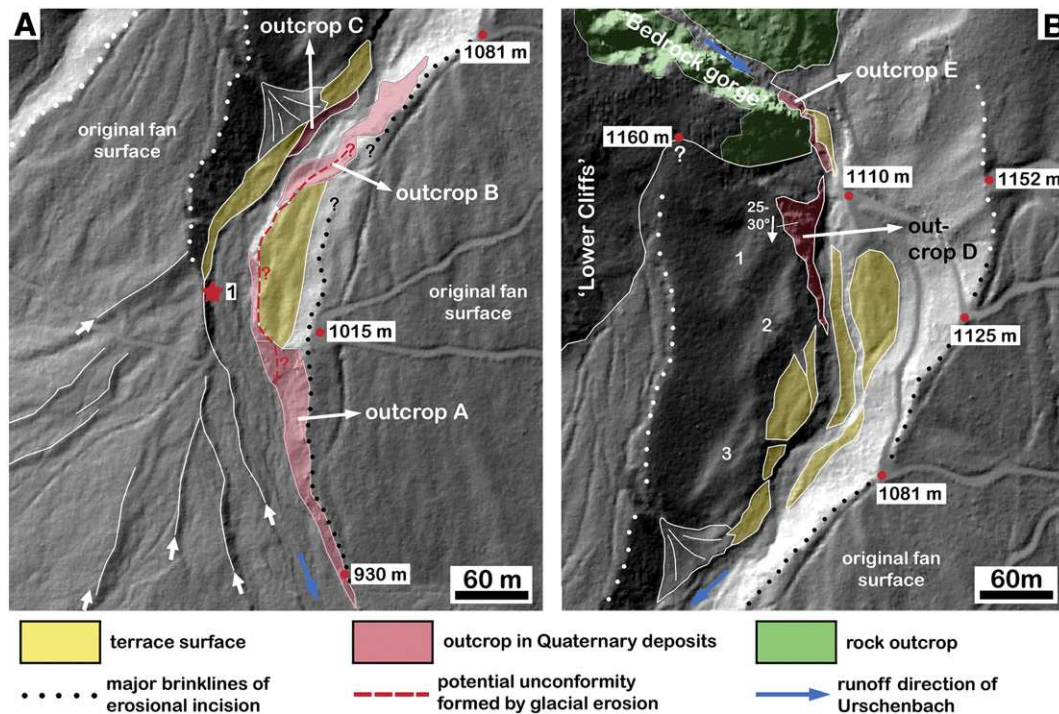 A
outcrop C
1081 m
original fan
surface
?
?
outcrop B
?
?
1
original fan
surface
1015 m
?
outcrop A
930 m
60 m
B
Bedrock gorge
outcrop E
1160 m
?
1110 m
1152 m
'Lower Cliffs'
25-
30°
out-
crop D
1
2
1125 m
3
1081 m
original fan
surface
60m
terrace surface
outcrop in Quaternary deposits
rock outcrop
major brinklines of
erosional incision
potential unconformity
formed by glacial erosion
runoff direction of
Urschenbach